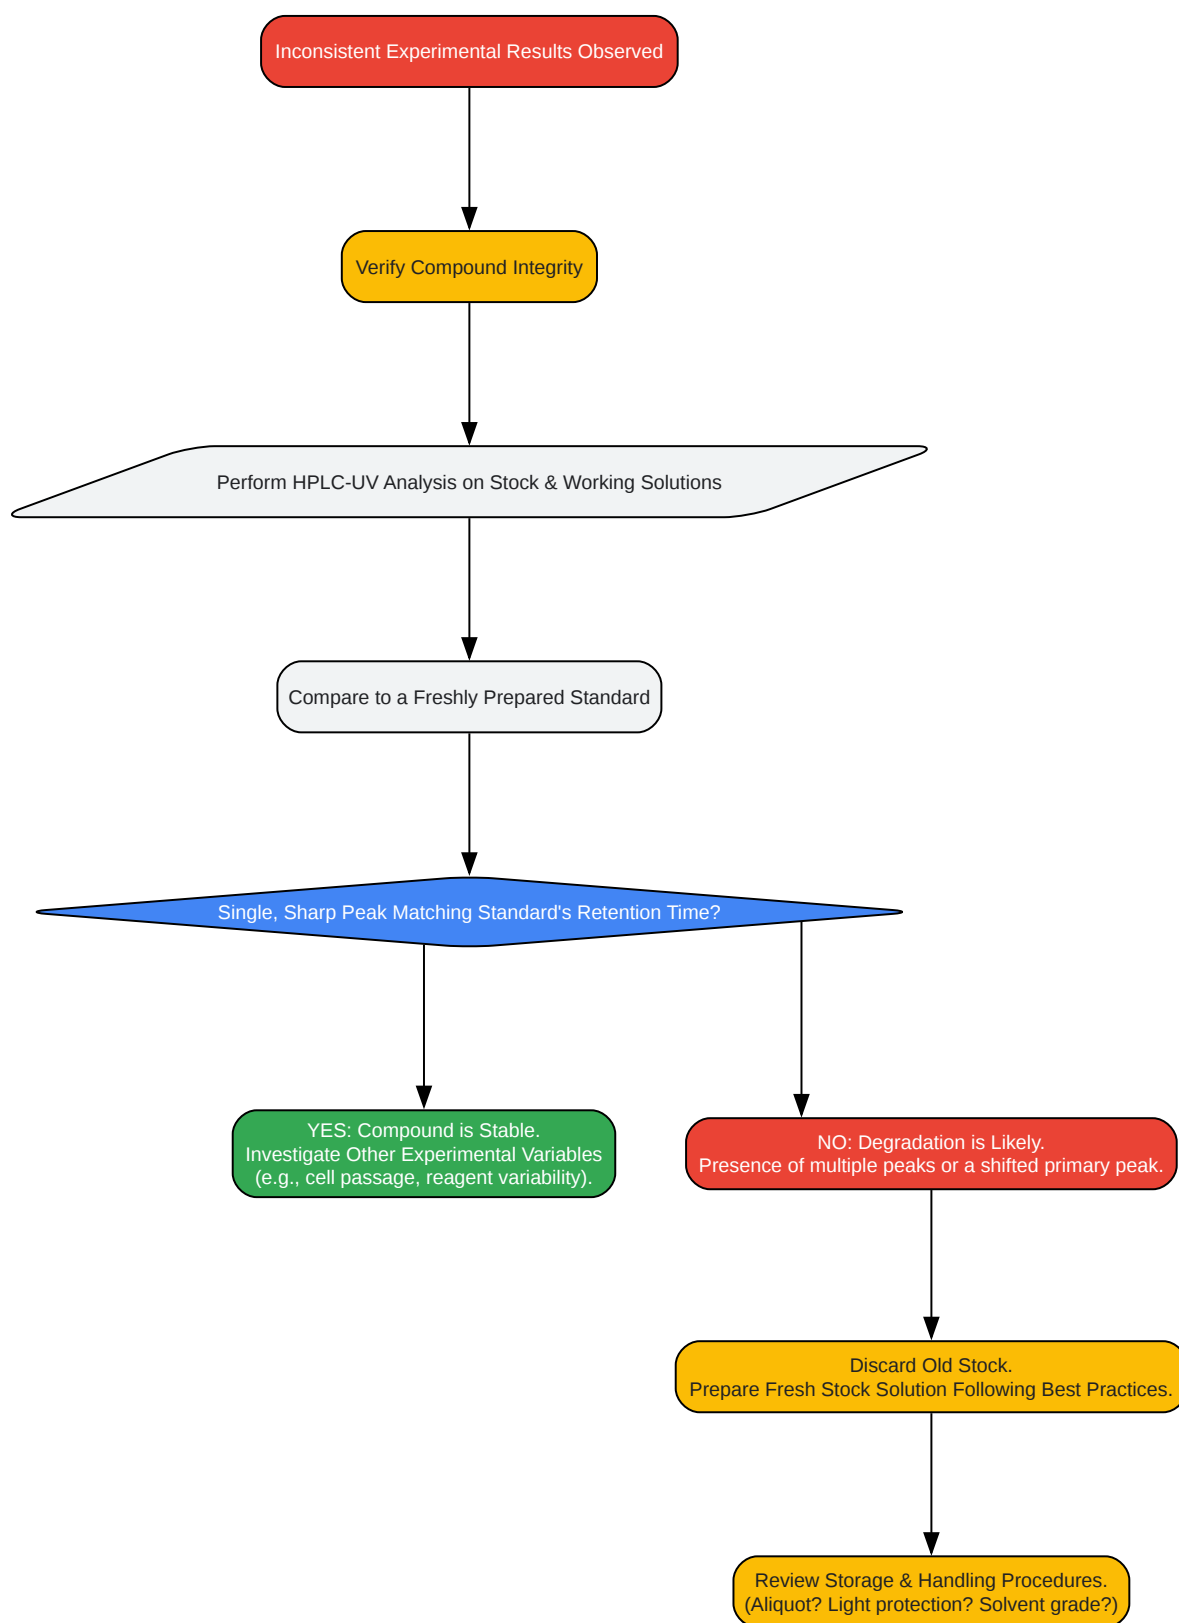 Inconsistent Experimental Results Observed
Verify Compound Integrity
Perform HPLC-UV Analysis on Stock & Working Solutions
Compare to a Freshly Prepared Standard
Single, Sharp Peak Matching Standard's Retention Time?
YES: Compound is Stable.
Investigate Other Experimental Variables
(e.g., cell passage, reagent variability).
NO: Degradation is Likely.
Presence of multiple peaks or a shifted primary peak.
Discard Old Stock.
Prepare Fresh Stock Solution Following Best Practices.
Review Storage & Handling Procedures.
(Aliquot? Light protection? Solvent grade?)